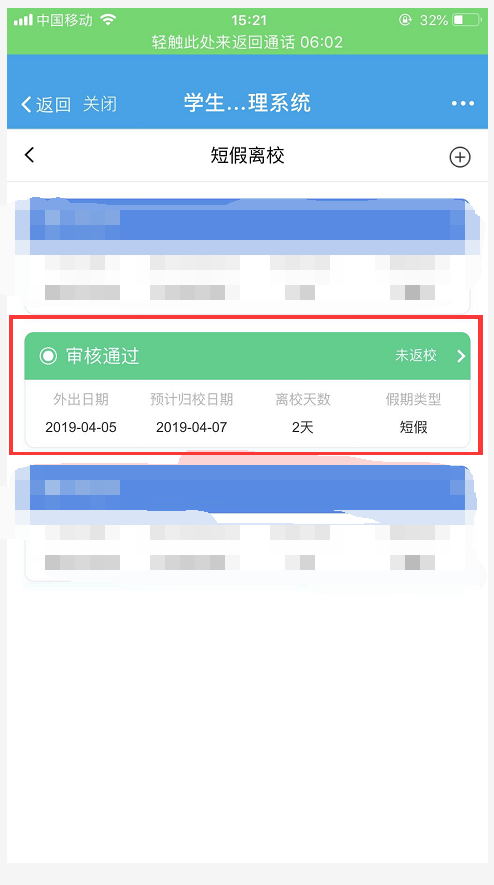 中国移动 15:21 32%
轻触此处来返回通话 06:02
返回 关闭 学生...理系统
短假离校
审核通过 未返校
外出日期 预计归校日期 离校天数 假期类型
2019-04-05 2019-04-07 2天 短假